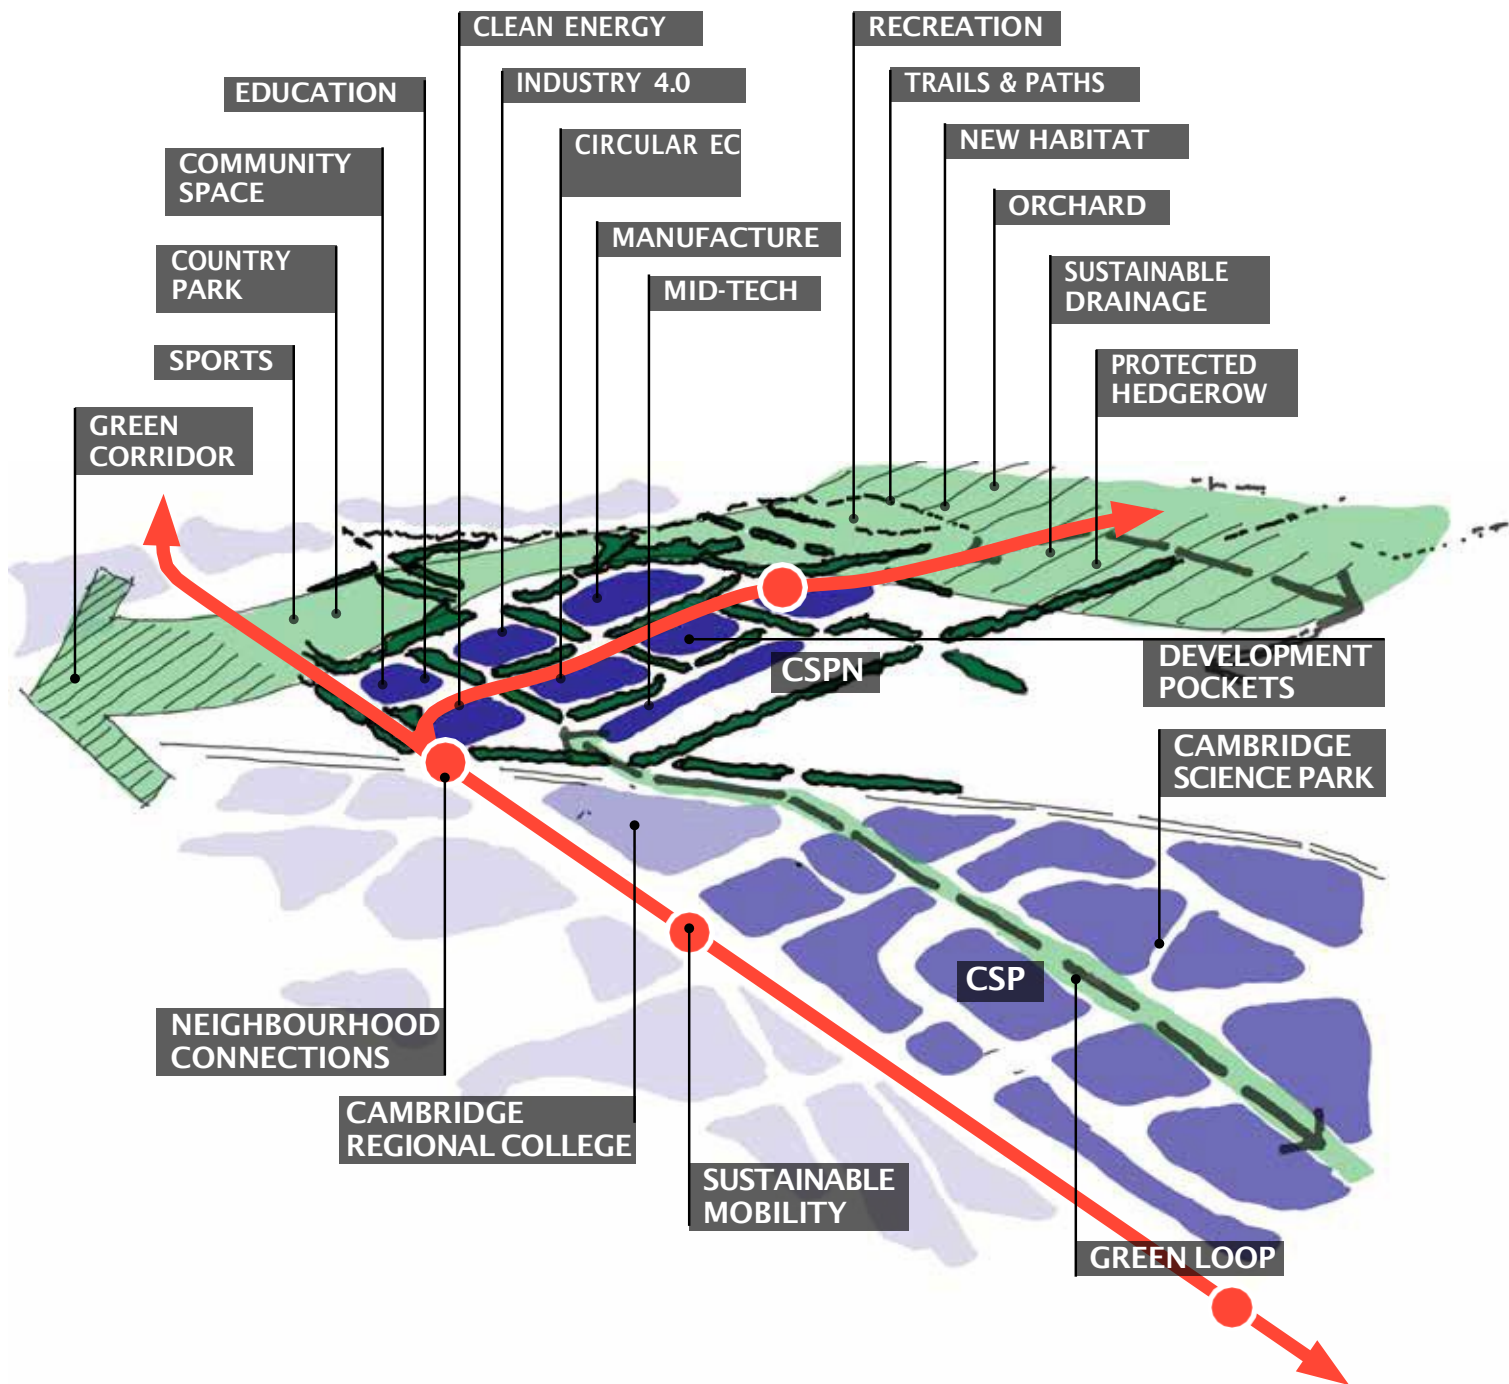 CLEAN ENERGY
RECREATION
INDUSTRY 4.0
TRAILS & PATHS
EDUCATION
CIRCULAR EC
NEW HABITAT
COMMUNITY
SPACE
ORCHARD
MANUFACTURE
COUNTRY
PARK
SUSTAINABLE
DRAINAGE
MID-TECH
SPORTS
PROTECTED
HEDGEROW
GREEN
CORRIDOR
CSPN
DEVELOPMENT
POCKETS
CAMBRIDGE
SCIENCE PARK
CSP
NEIGHBOURHOOD
CONNECTIONS
CAMBRIDGE
REGIONAL COLLEGE
SUSTAINABLE
MOBILITY
GREEN LOOP